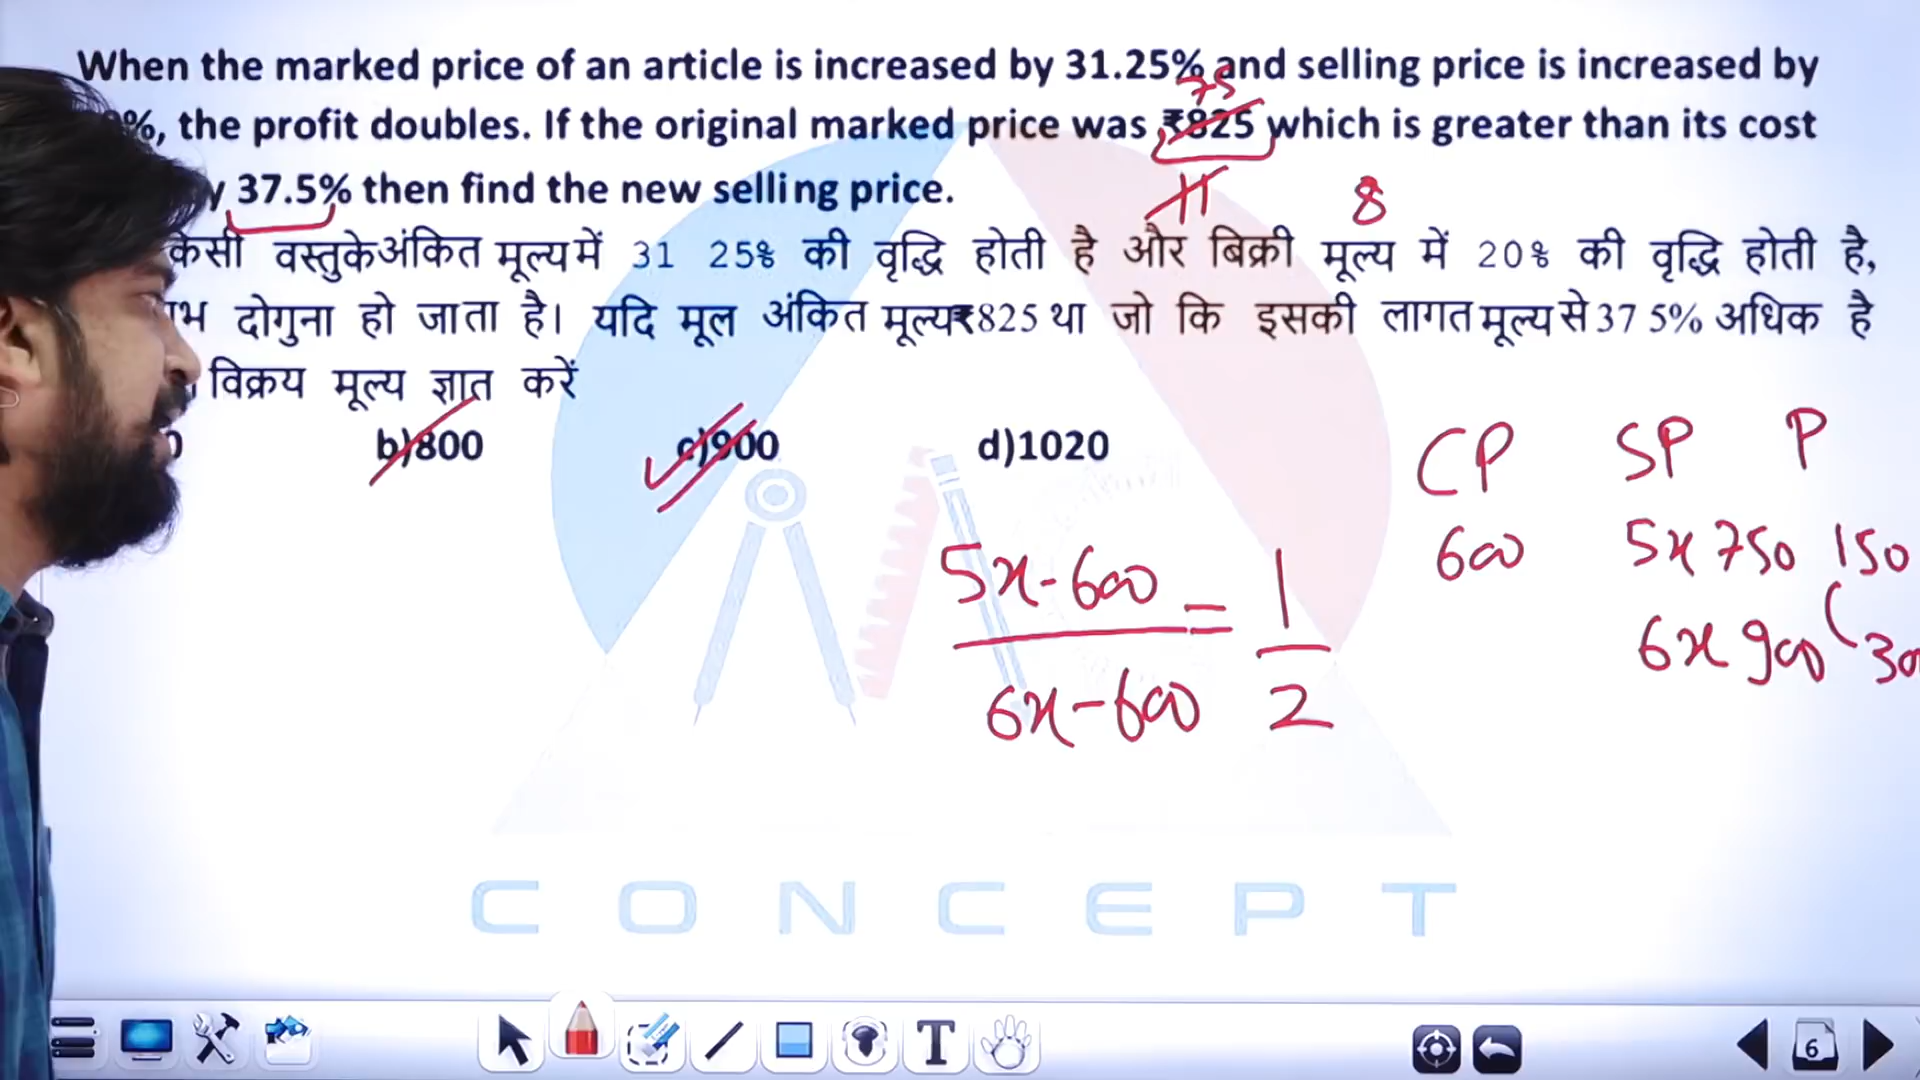 When the marked price of an article is increased by 31.25% and selling price is increased by
%, the profit doubles. If the original marked price was ₹825 which is greater than its cost
75
y 37.5% then find the new selling price.
11 8
केसी वस्तुके अंकित मूल्य में 31 25% की वृद्धि होती है और बिक्री मूल्य में 20% की वृद्धि होती है,
भ दोगुना हो जाता है। यदि मूल अंकित मूल्य ₹825 था जो कि इसकी लागत मूल्य से 37 5% अधिक है
विक्रय मूल्य ज्ञात करें
0 b)800 c)900 d)1020
CP SP P
600 5x 750 150
6x 900 300
5x-600 = 1
6x-600 2
CONCEPT
T
6